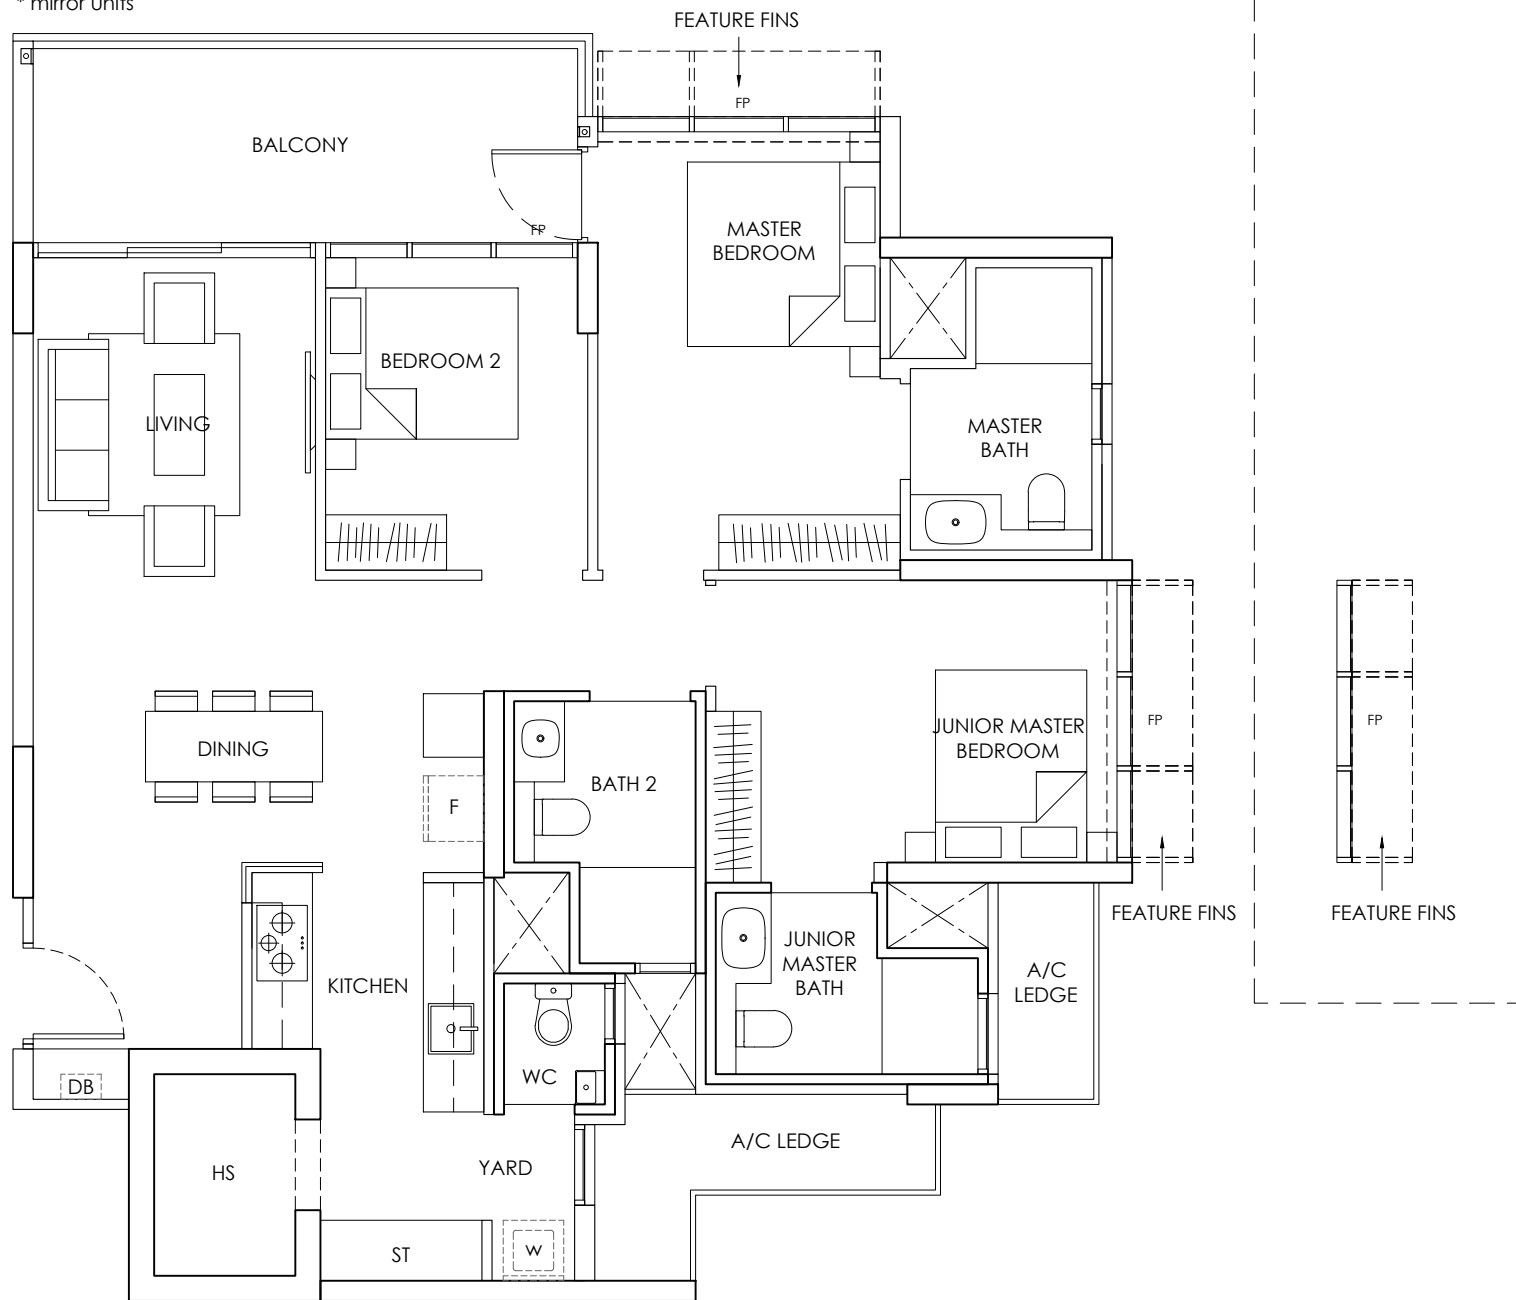 * mirror units
FEATURE FINS
FP
BALCONY
FP
MASTER
BEDROOM
BEDROOM 2
LIVING
MASTER
BATH
DINING
JUNIOR MASTER
BEDROOM
FP
FP
BATH 2
F
FEATURE FINS
FEATURE FINS
JUNIOR
MASTER
BATH
KITCHEN
A/C
LEDGE
WC
DB
A/C LEDGE
YARD
HS
ST
W